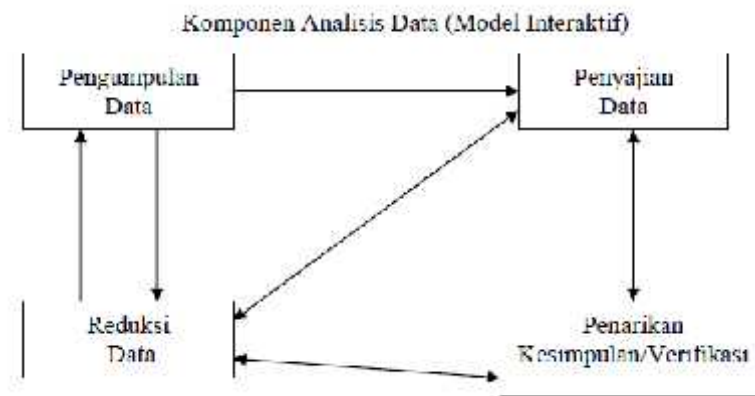 Komponen Analisis Data (Model Interaktif)
Pengumpulan
Data
Penyajian
Data
Reduksi
Data
Penarikan
Kesimpulan/Verifikasi